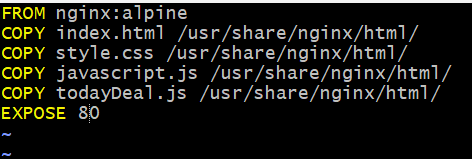 FROM nginx:alpine
COPY index.html /usr/share/nginx/html/
COPY style.css /usr/share/nginx/html/
COPY javascript.js /usr/share/nginx/html/
COPY todayDeal.js /usr/share/nginx/html/
EXPOSE 80
~
~